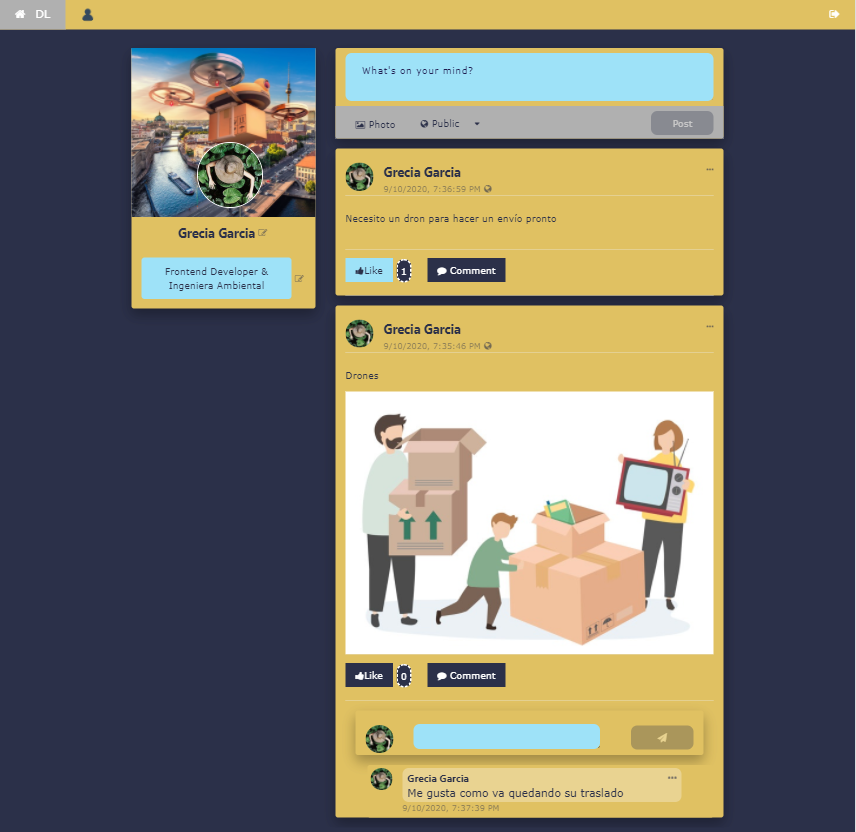 DL
What's on your mind?
Photo
Public
Post
Grecia Garcia
Frontend Developer &
Ingeniera Ambiental
Grecia Garcia
9/10/2020, 7:36:59 PM
Necesito un dron para hacer un envío pronto
Like 1 Comment
Grecia Garcia
9/10/2020, 7:35:46 PM
Drones
Like 0 Comment
Grecia Garcia
Me gusta como va quedando su traslado
9/10/2020, 7:37:39 PM